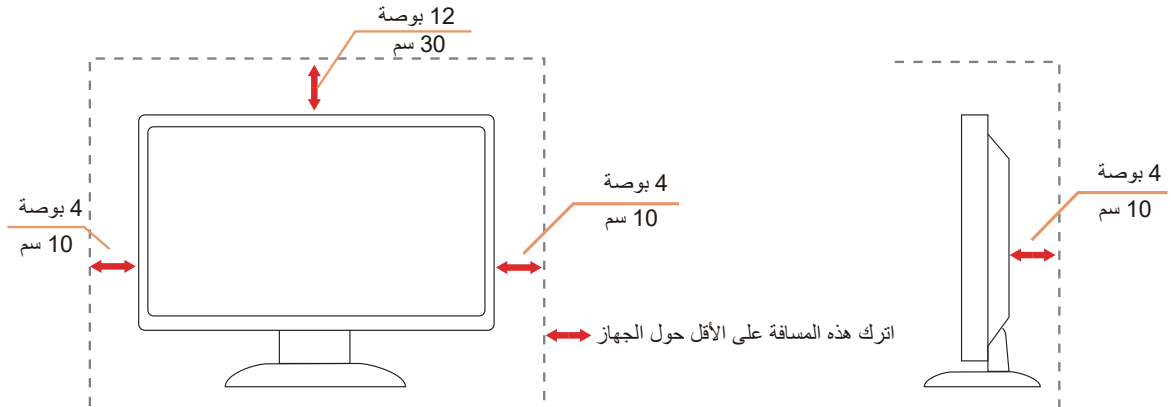 12 بوصة
30 سم
4 بوصة
10 سم
4 بوصة
10 سم
4 بوصة
10 سم
اترك هذه المسافة على الأقل حول الجهاز